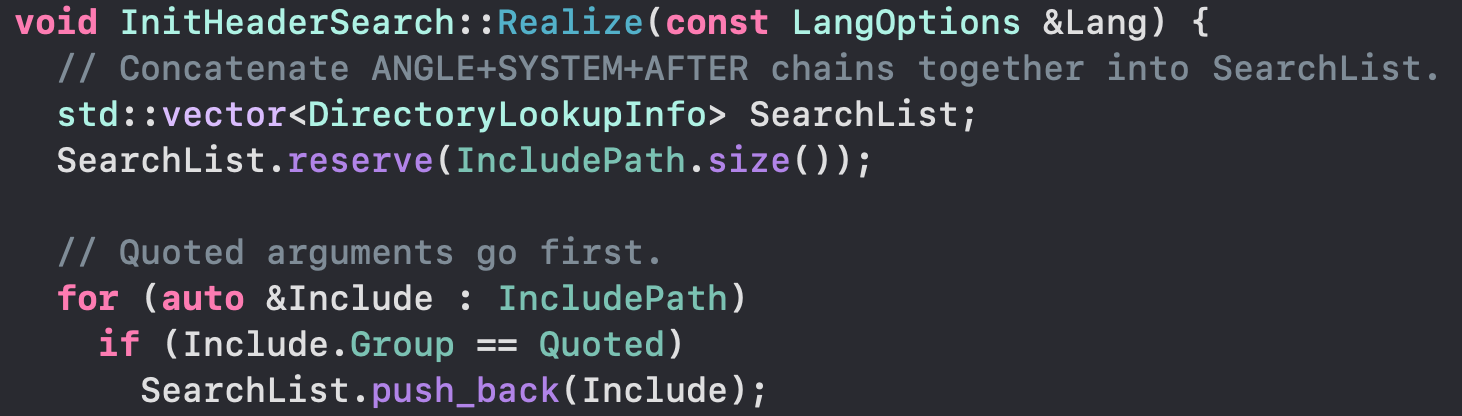 void InitHeaderSearch::Realize(const LangOptions &Lang) {
  // Concatenate ANGLE+SYSTEM+AFTER chains together into SearchList.
  std::vector<DirectoryLookupInfo> SearchList;
  SearchList.reserve(IncludePath.size());

  // Quoted arguments go first.
  for (auto &Include : IncludePath)
    if (Include.Group == Quoted)
      SearchList.push_back(Include);